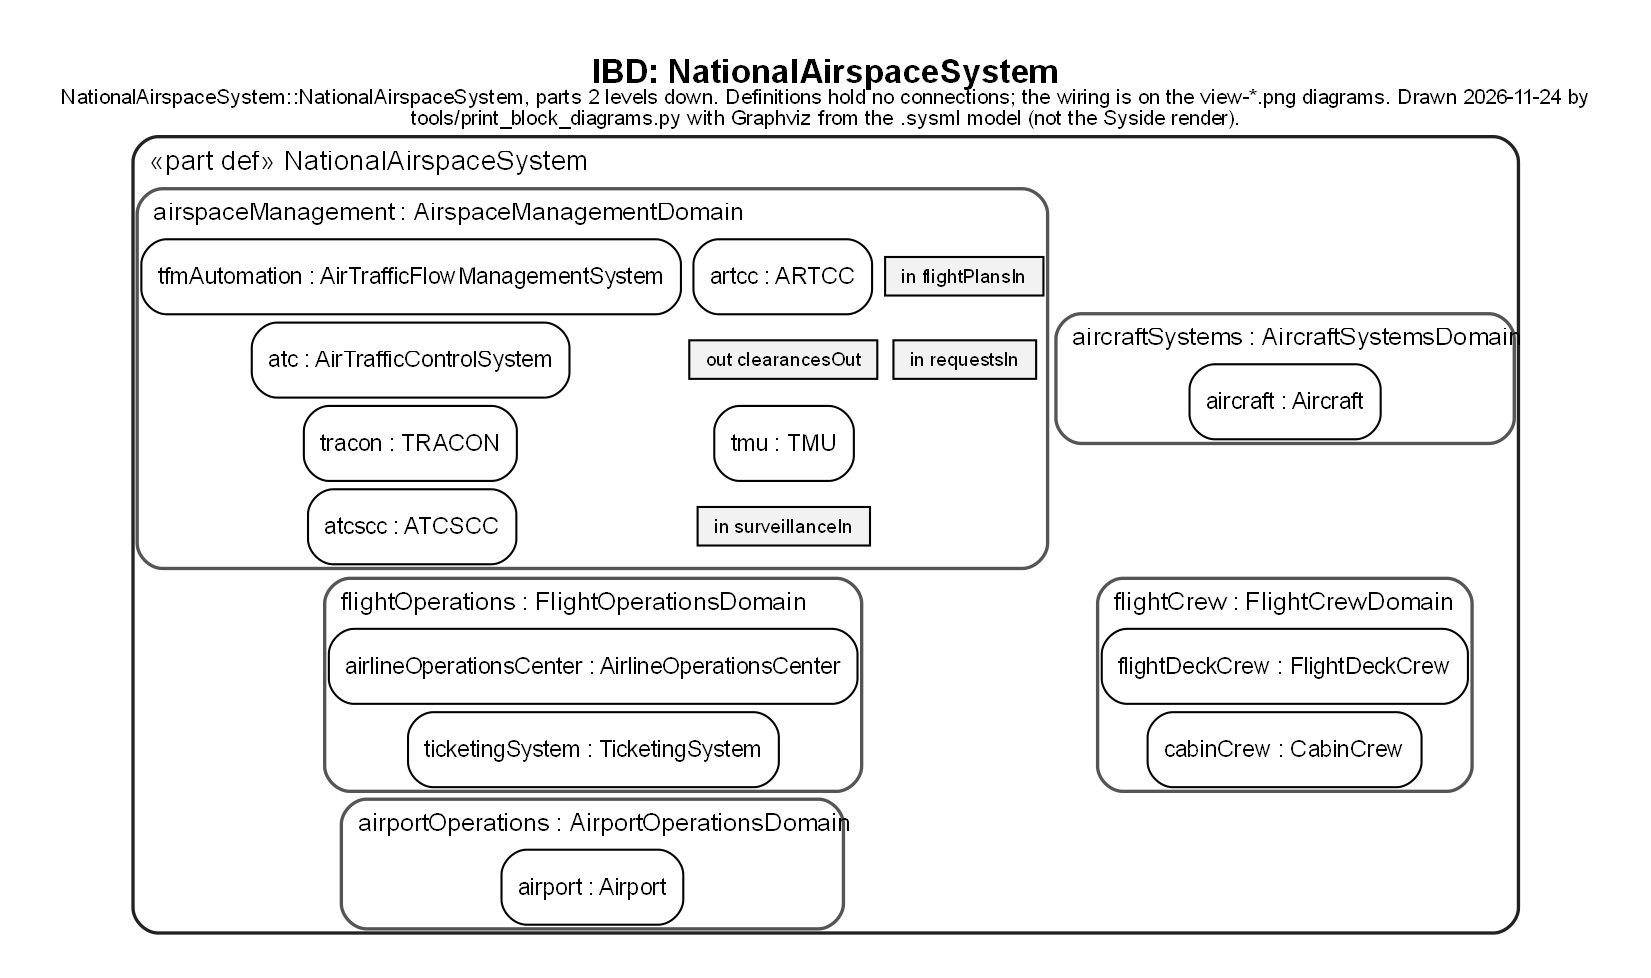 IBD: NationalAirspaceSystem
NationalAirspaceSystem::NationalAirspaceSystem, parts 2 levels down. Definitions hold no connections; the wiring is on the view-*.png diagrams. Drawn 2026-11-24 by
tools/print_block_diagrams.py with Graphviz from the .sysml model (not the Syside render).
«part def» NationalAirspaceSystem
airspaceManagement : AirspaceManagementDomain
tfmAutomation : AirTrafficFlowManagementSystem
artcc : ARTCC
in flightPlansIn
atc : AirTrafficControlSystem
out clearancesOut
in requestsIn
tracon : TRACON
tmu : TMU
atcscc : ATCSCC
in surveillanceIn
aircraftSystems : AircraftSystemsDomain
aircraft : Aircraft
flightOperations : FlightOperationsDomain
airlineOperationsCenter : AirlineOperationsCenter
ticketingSystem : TicketingSystem
flightCrew : FlightCrewDomain
flightDeckCrew : FlightDeckCrew
cabinCrew : CabinCrew
airportOperations : AirportOperationsDomain
airport : Airport